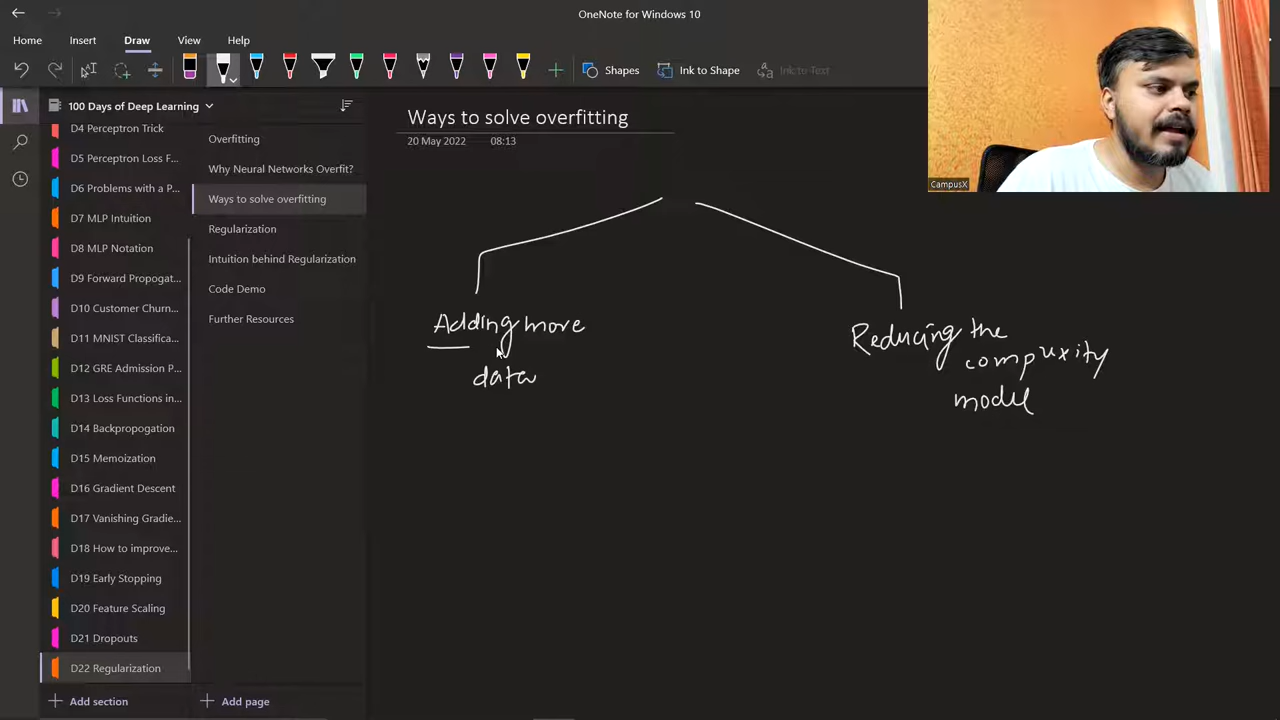 OneNote for Windows 10
Home Insert Draw View Help
Shapes Ink to Shape Ink to Text
100 Days of Deep Learning
D4 Perceptron Trick
D5 Perceptron Loss F...
D6 Problems with a P...
D7 MLP Intuition
D8 MLP Notation
D9 Forward Propogat...
D10 Customer Churn...
D11 MNIST Classifica...
D12 GRE Admission P...
D13 Loss Functions in...
D14 Backpropogation
D15 Memoization
D16 Gradient Descent
D17 Vanishing Gradie...
D18 How to improve...
D19 Early Stopping
D20 Feature Scaling
D21 Dropouts
D22 Regularization
Add section
Overfitting
Why Neural Networks Overfit?
Ways to solve overfitting
Regularization
Intuition behind Regularization
Code Demo
Further Resources
Add page
Ways to solve overfitting
20 May 2022 08:13
Adding more
data
Reducing the
complexity
model
CampusX